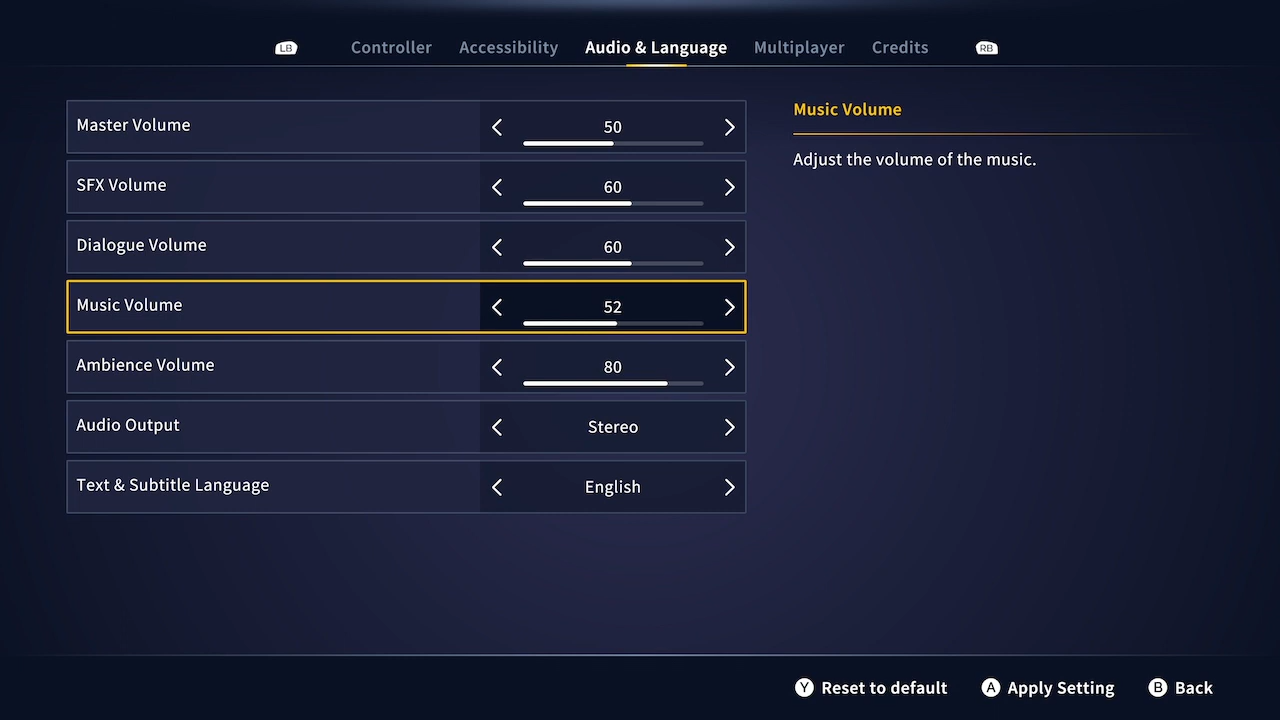 LB Controller Accessibility Audio & Language Multiplayer Credits RB
Master Volume 50
SFX Volume 60
Dialogue Volume 60
Music Volume 52
Ambience Volume 80
Audio Output Stereo
Text & Subtitle Language English
Music Volume
Adjust the volume of the music.
Y Reset to default A Apply Setting B Back